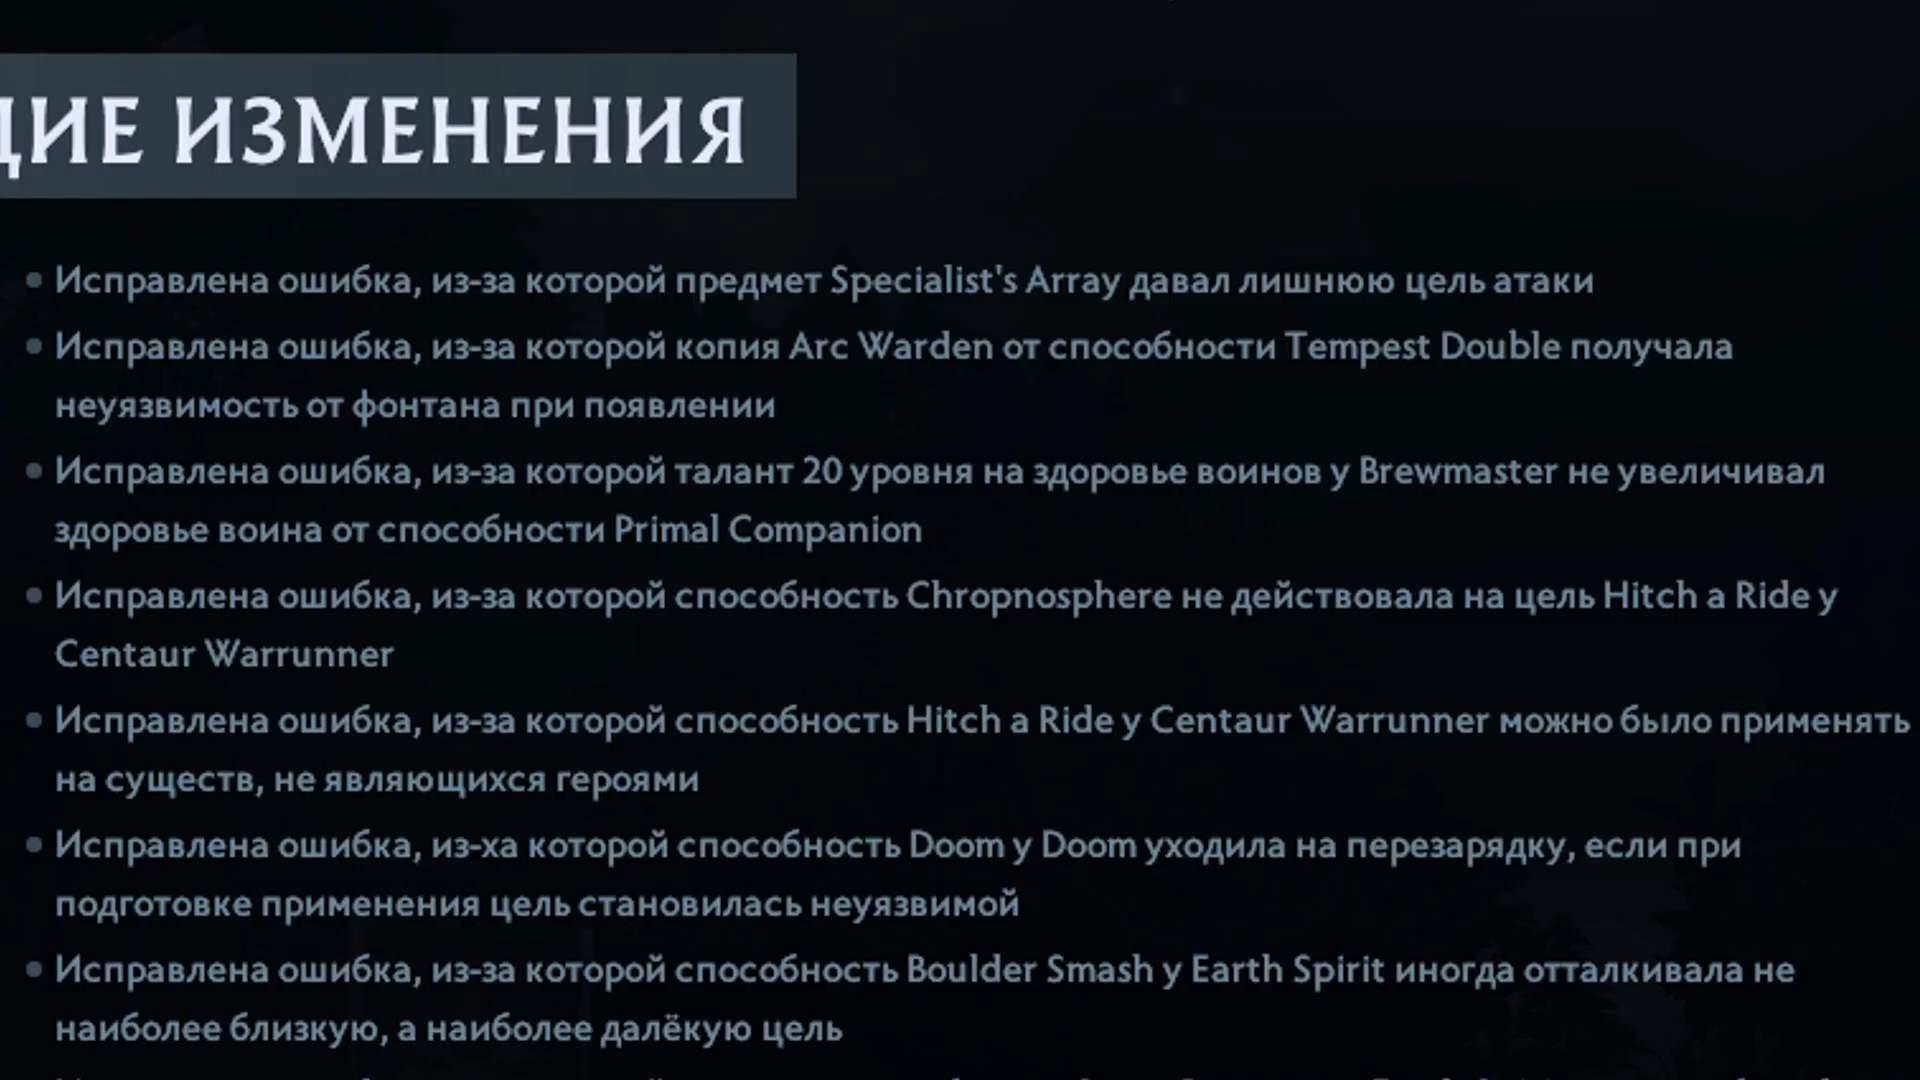 ЩИЕ ИЗМЕНЕНИЯ
Исправлена ошибка, из-за которой предмет Specialist's Array давал лишнюю цель атаки
Исправлена ошибка, из-за которой копия Arc Warden от способности Tempest Double получала
неуязвимость от фонтана при появлении
Исправлена ошибка, из-за которой талант 20 уровня на здоровье воинов у Brewmaster не увеличивал
здоровье воина от способности Primal Companion
Исправлена ошибка, из-за которой способность Chropnosphere не действовала на цель Hitch a Ride у
Centaur Warrunner
Исправлена ошибка, из-за которой способность Hitch a Ride у Centaur Warrunner можно было применять
на существ, не являющихся героями
Исправлена ошибка, из-ха которой способность Doom у Doom уходила на перезарядку, если при
подготовке применения цель становилась неуязвимой
Исправлена ошибка, из-за которой способность Boulder Smash у Earth Spirit иногда отталкивала не
наиболее близкую, а наиболее далёкую цель